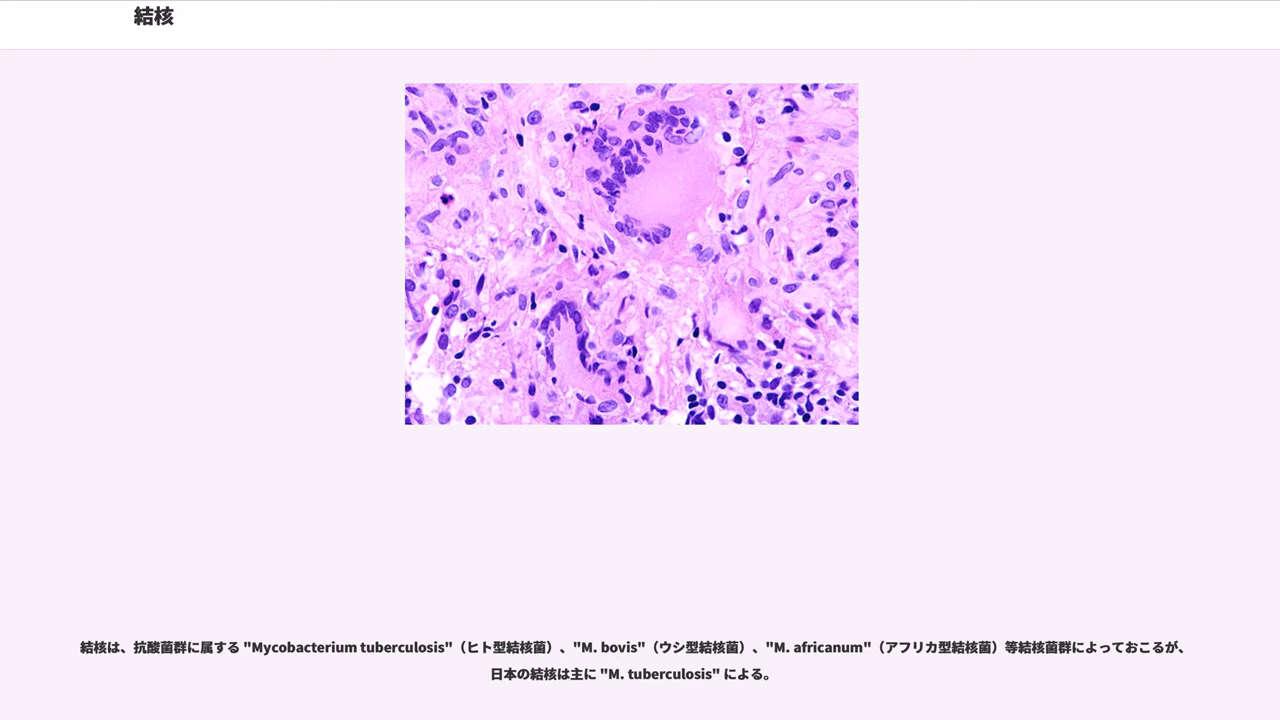 結核
結核は、抗酸菌群に属する "Mycobacterium tuberculosis"（ヒト型結核菌）、"M. bovis"（ウシ型結核菌）、"M. africanum"（アフリカ型結核菌）等結核菌群によっておこるが、
日本の結核は主に "M. tuberculosis" による。